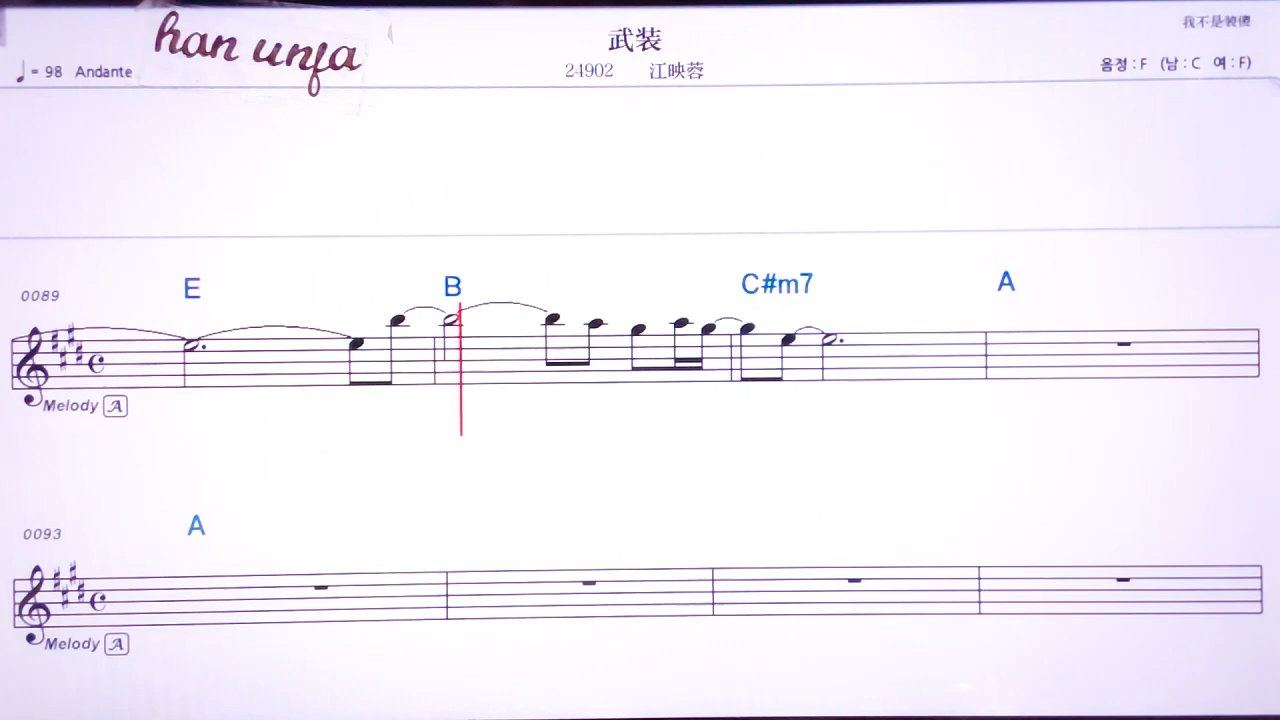 han unja
武装
我不是傻傻
♩= 98 Andante
24902 江映蓉
음정 : F (남 : C 여 : F)
E B C#m7 A
0089
Melody A
A
0093
Melody A